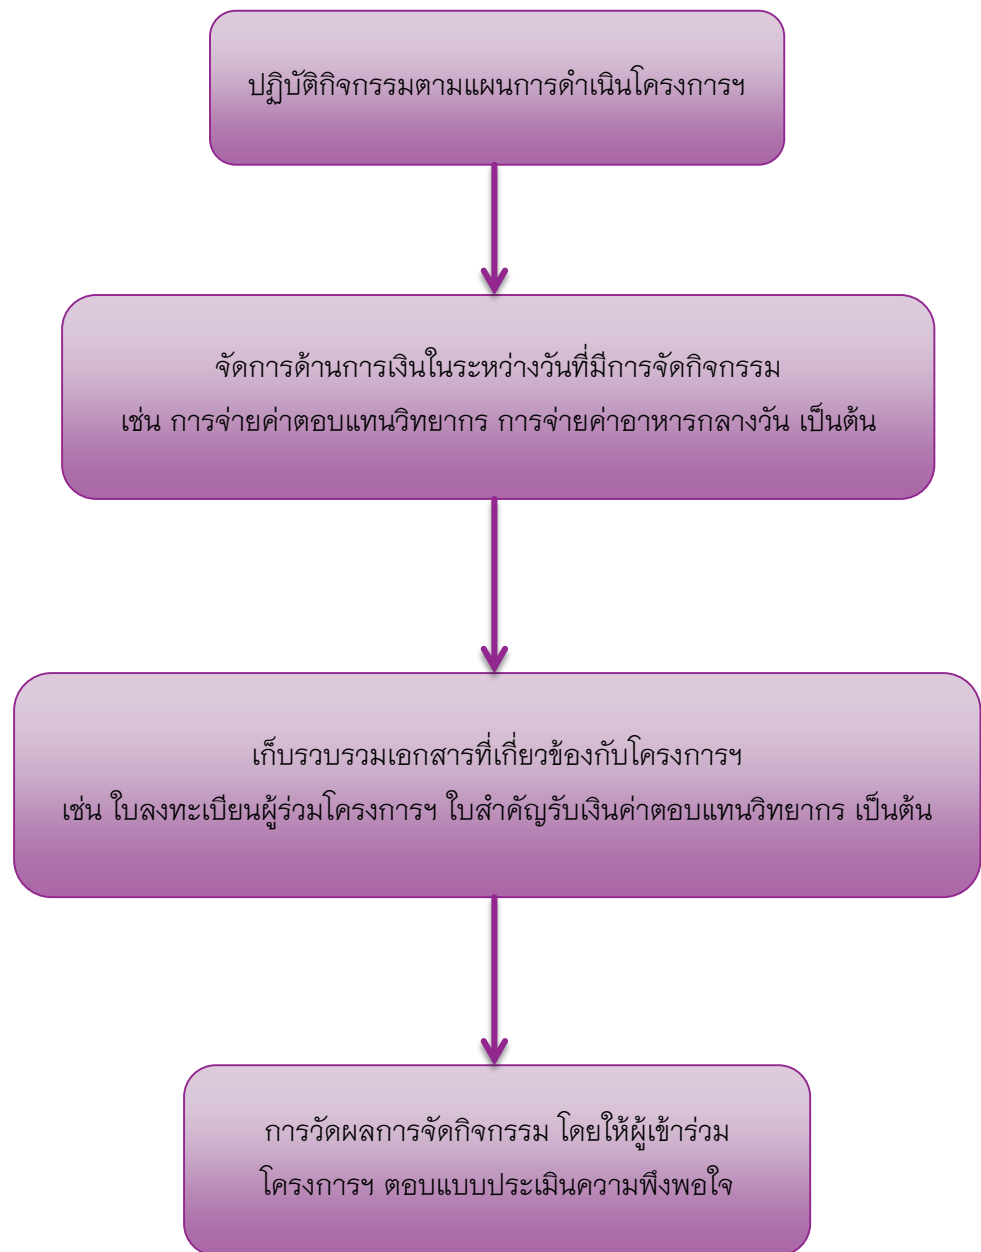 ปฏิบัติกิจกรรมตามแผนการดำเนินโครงการฯ
จัดการด้านการเงินในระหว่างวันที่มีการจัดกิจกรรม
เช่น การจ่ายค่าตอบแทนวิทยากร การจ่ายค่าอาหารกลางวัน เป็นต้น
เก็บรวบรวมเอกสารที่เกี่ยวข้องกับโครงการฯ
เช่น ใบลงทะเบียนผู้ร่วมโครงการฯ ใบสำคัญรับเงินค่าตอบแทนวิทยากร เป็นต้น
การวัดผลการจัดกิจกรรม โดยให้ผู้เข้าร่วม
โครงการฯ ตอบแบบประเมินความพึงพอใจ